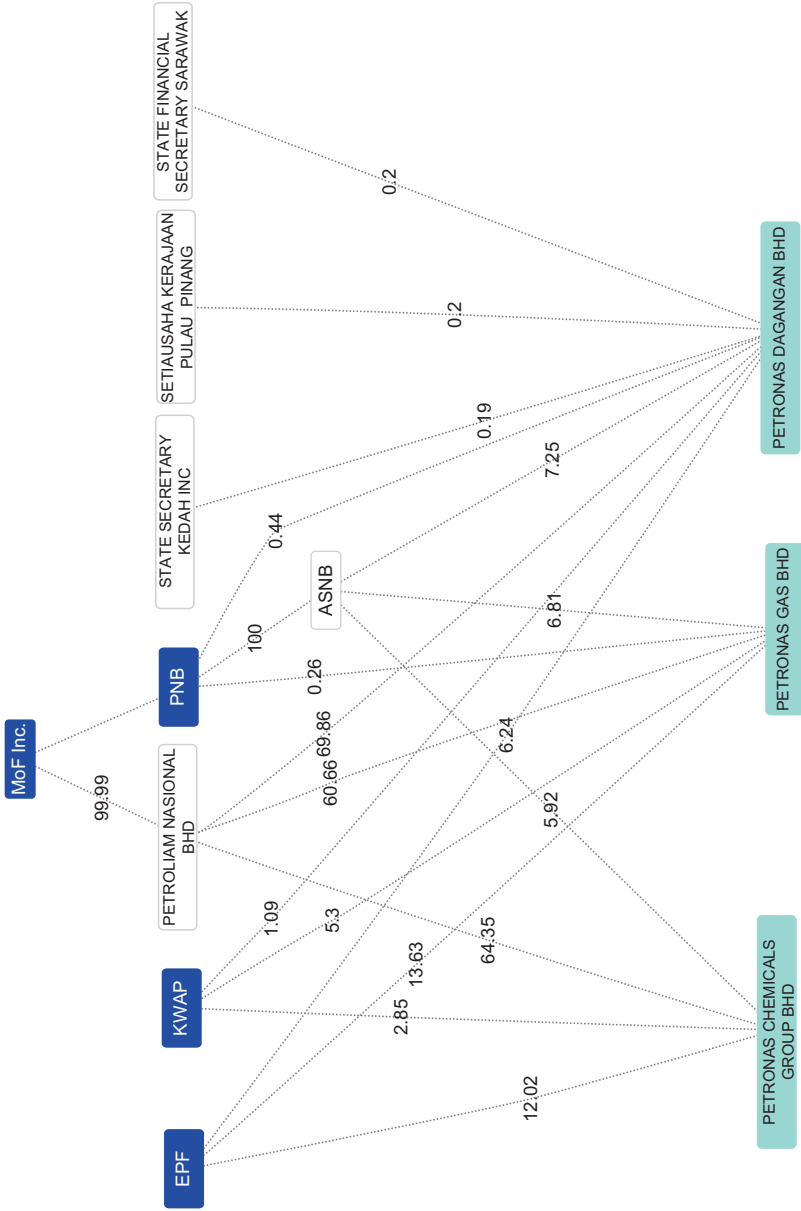 MoF Inc.
99.99
EPF
KWAP
PETROLIAM NASIONAL
BHD
PNB
STATE SECRETARY
KEDAH INC
SETIAUSAHA KERAJAAN
PULAU PINANG
STATE FINANCIAL
SECRETARY SARAWAK
100
0.44
ASNB
1.09
5.3
69.86
60.66
0.26
0.2
0.2
0.19
7.25
2.85
13.63
64.35
6.24
6.81
12.02
5.92
PETRONAS CHEMICALS
GROUP BHD
PETRONAS GAS BHD
PETRONAS DAGANGAN BHD